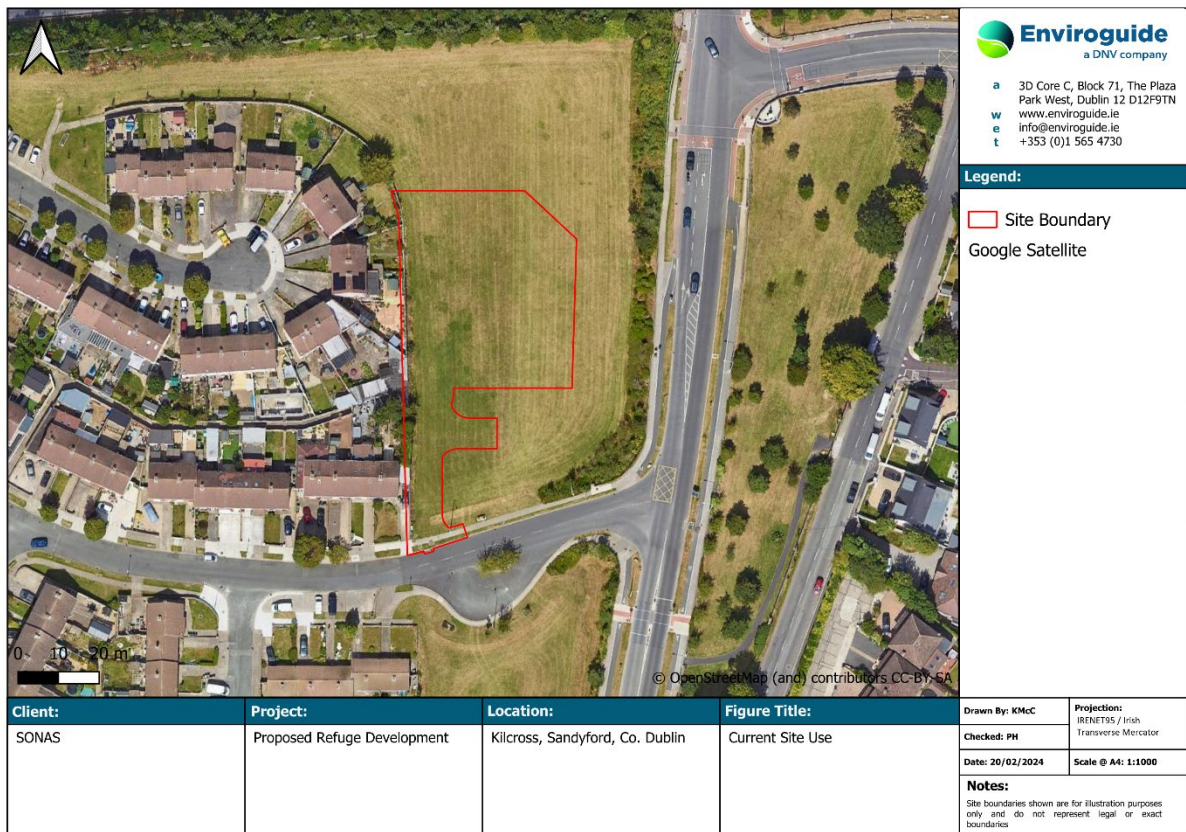 Enviroguide
a DNV company
a 3D Core C, Block 71, The Plaza
Park West, Dublin 12 D12F9TN
w www.enviroguide.ie
e info@enviroguide.ie
t +353 (0)1 565 4730
Legend:
Site Boundary
Google Satellite
0 10 20 m
© OpenStreetMap (and) contributors CC-BY-SA
Client:
SONAS
Project:
Proposed Refuge Development
Location:
Kilcross, Sandyford, Co. Dublin
Figure Title:
Current Site Use
Drawn By: KMcC
Checked: PH
Date: 20/02/2024
Projection:
IRENET95 / Irish
Transverse Mercator
Scale @ A4: 1:1000
Notes:
Site boundaries shown are for illustration purposes
only and do not represent legal or exact
boundaries